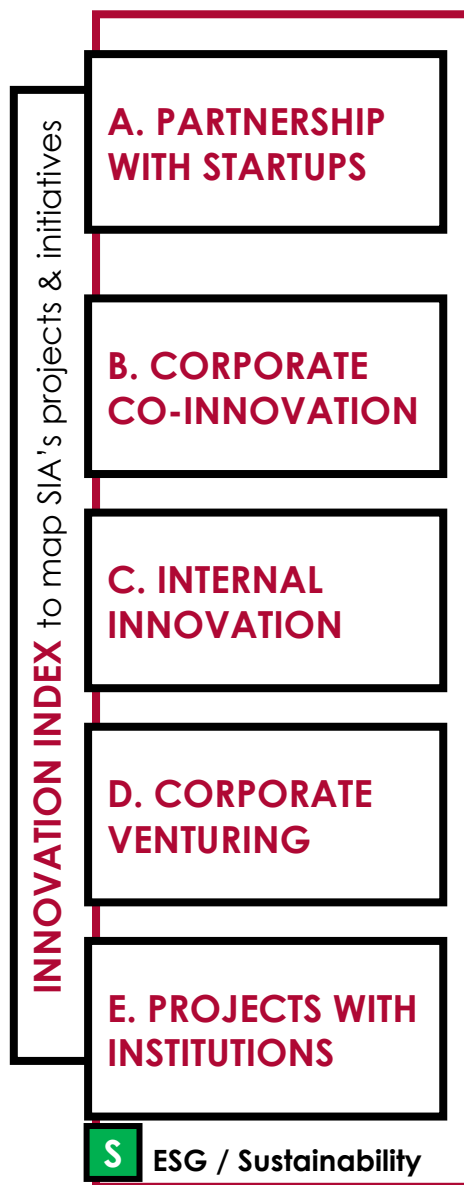 INNOVATION INDEX to map SIA's projects & initiatives
A. PARTNERSHIP
WITH STARTUPS
B. CORPORATE
CO-INNOVATION
C. INTERNAL
INNOVATION
D. CORPORATE
VENTURING
E. PROJECTS WITH
INSTITUTIONS
S ESG / Sustainability